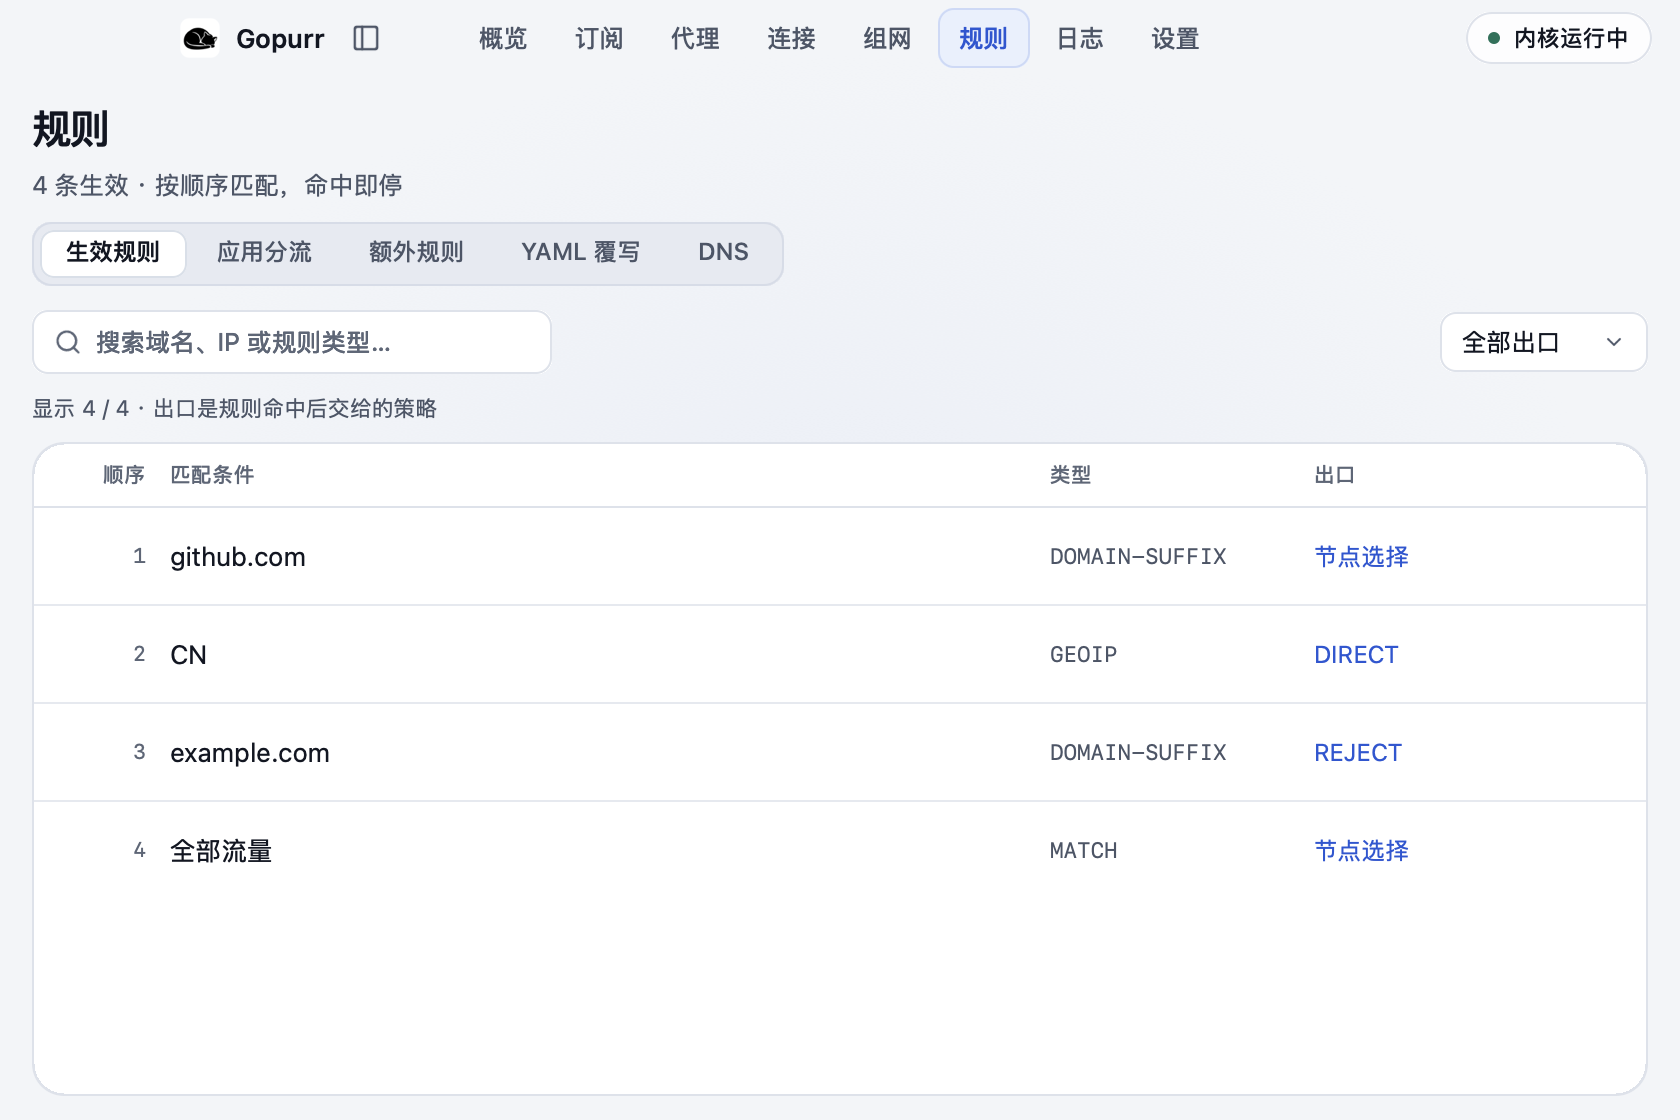 Gopurr 概览 订阅 代理 连接 组网 规则 日志 设置 内核运行中
规则
4 条生效 · 按顺序匹配，命中即停
生效规则 应用分流 额外规则 YAML 覆写 DNS
搜索域名、IP 或规则类型... 全部出口
显示 4 / 4 · 出口是规则命中后交给的策略
顺序 匹配条件 类型 出口
1 github.com DOMAIN-SUFFIX 节点选择
2 CN GEOIP DIRECT
3 example.com DOMAIN-SUFFIX REJECT
4 全部流量 MATCH 节点选择